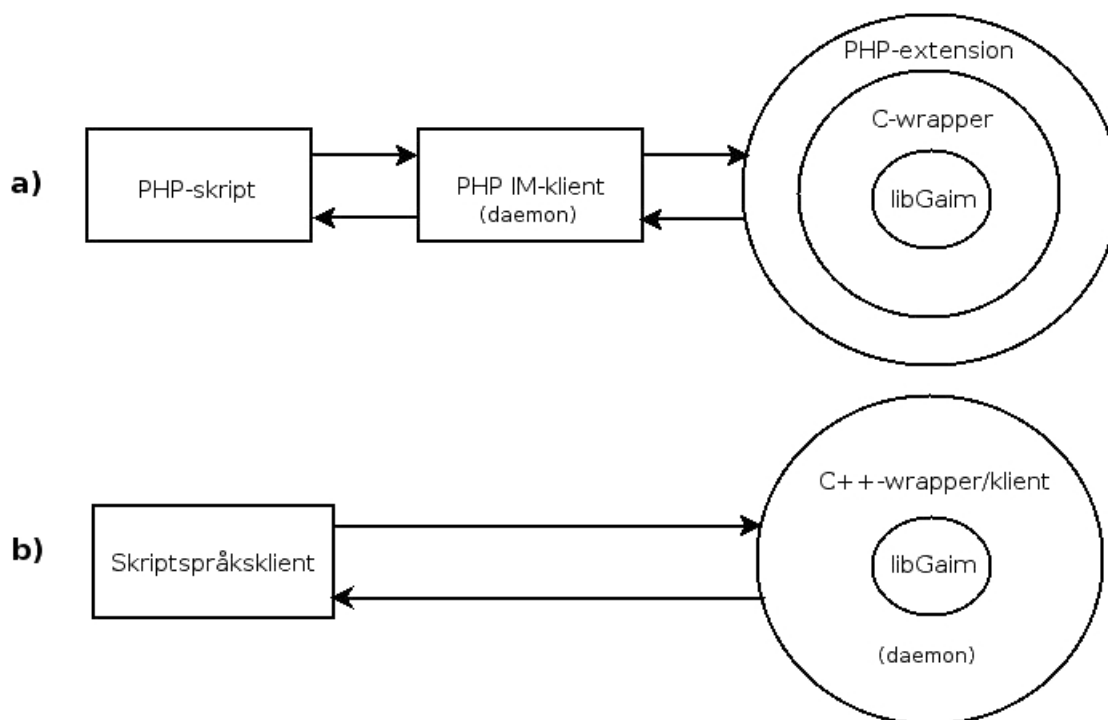 a)
PHP-skript
PHP IM-klient
(daemon)
PHP-extension
C-wrapper
libGaim
b)
Skriptspråksklient
C++-wrapper/klient
libGaim
(daemon)